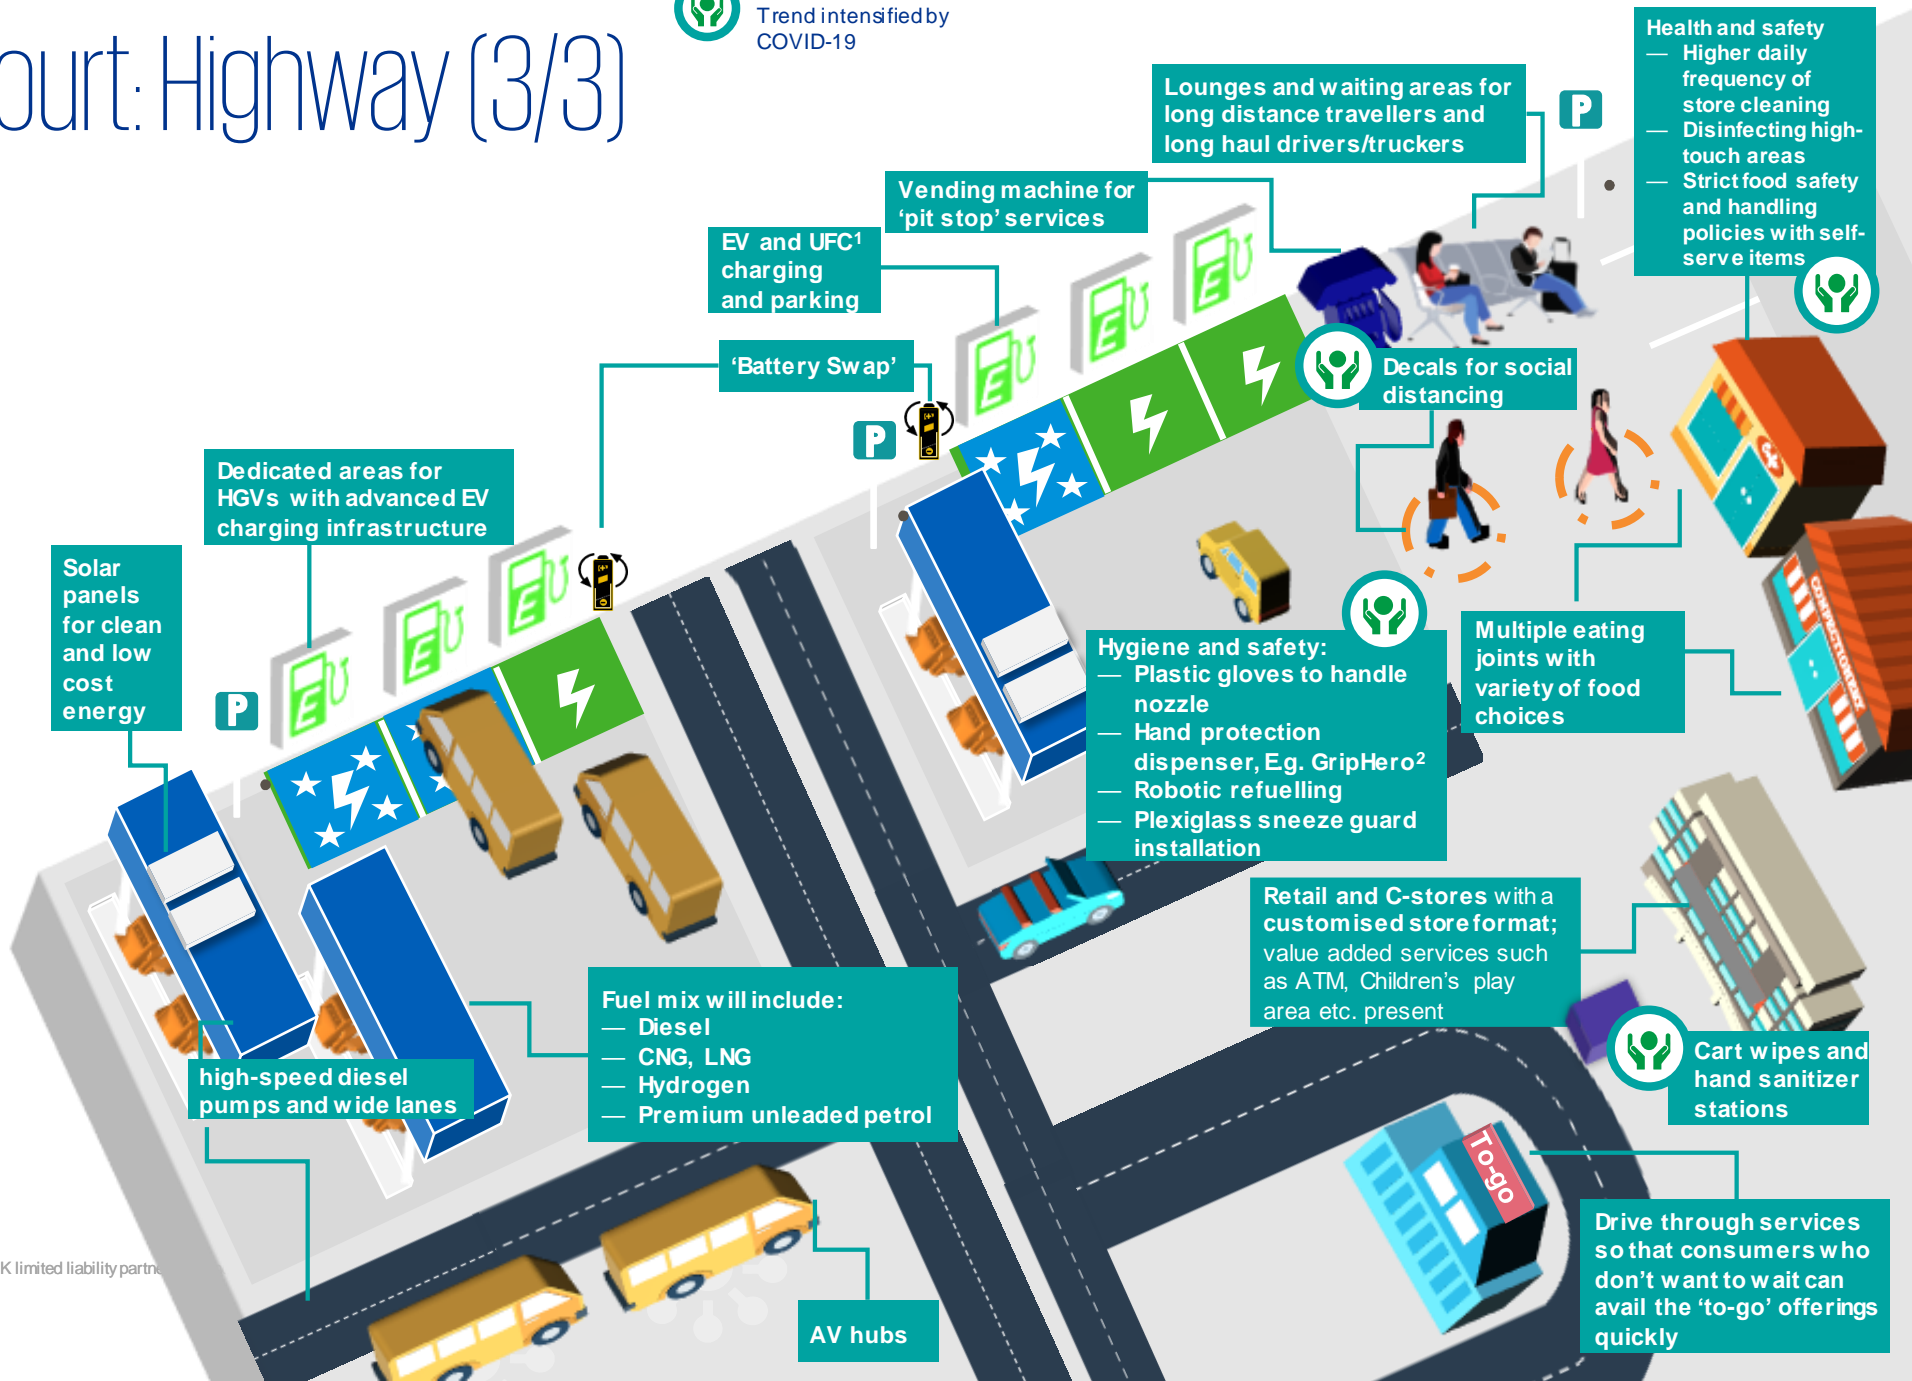 Trend intensified by
COVID-19
ourt: Highway (3/3)
Health and safety
— Higher daily
frequency of
store cleaning
— Disinfecting high-
touch areas
— Strict food safety
and handling
policies with self-
serve items
Lounges and waiting areas for
long distance travellers and
long haul drivers/truckers
P
Vending machine for
‘pit stop’ services
EV and UFC¹
charging
and parking
E
E
E
‘Battery Swap’
Decals for social
distancing
P
Dedicated areas for
HGVs with advanced EV
charging infrastructure
Solar
panels
for clean
and low
cost
energy
E
E
E
P
CONFECTIONERY
Hygiene and safety:
— Plastic gloves to handle
nozzle
— Hand protection
dispenser, E.g. GripHero²
— Robotic refuelling
— Plexiglass sneeze guard
installation
Multiple eating
joints with
variety of food
choices
Retail and C-stores with a
customised store format;
value added services such
as ATM, Children’s play
area etc. present
Fuel mix will include:
— Diesel
— CNG, LNG
— Hydrogen
— Premium unleaded petrol
high-speed diesel
pumps and wide lanes
Cart wipes and
hand sanitizer
stations
To-go
Drive through services
so that consumers who
don’t want to wait can
avail the ‘to-go’ offerings
quickly
K limited liability partne
AV hubs